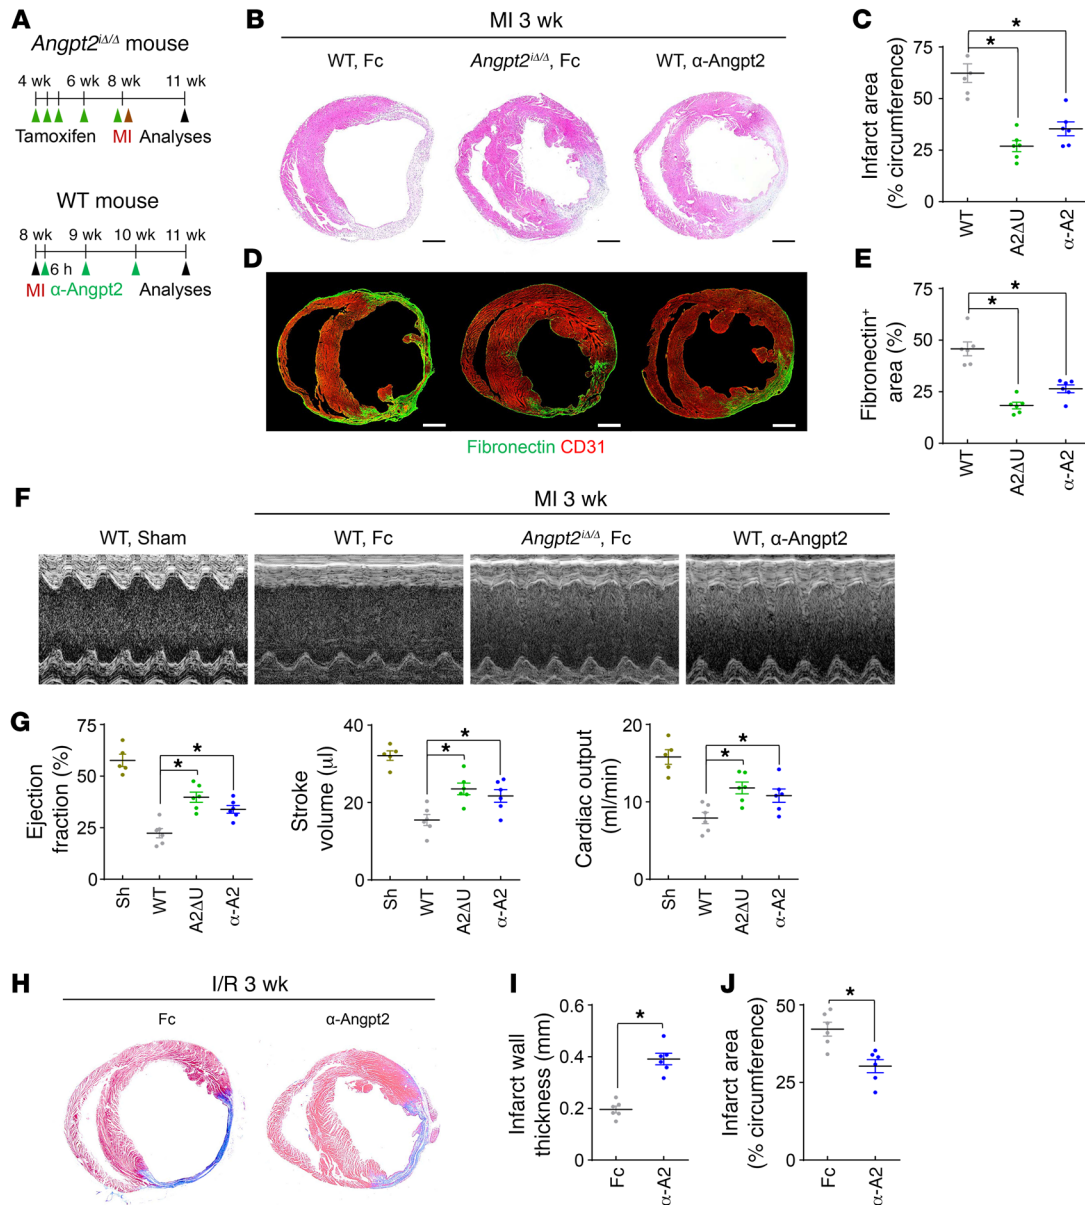 A
Angpt2iΔ/Δ mouse
4 wk 6 wk 8 wk 11 wk
Tamoxifen MI Analyses
WT mouse
8 wk 9 wk 10 wk 11 wk
6 h
MI α-Angpt2 Analyses
B
MI 3 wk
WT, Fc Angpt2iΔ/Δ, Fc WT, α-Angpt2
C
Infarct area
(% circumference)
75
50
25
0
* *
WT A2ΔU α-A2
D
Fibronectin CD31
E
Fibronectin+
area (%)
75
50
25
0
* *
WT A2ΔU α-A2
F
MI 3 wk
WT, Sham WT, Fc Angpt2iΔ/Δ, Fc WT, α-Angpt2
G
Ejection
fraction (%)
75
50
25
0
* *
Sh WT A2ΔU α-A2
Stroke
volume (μl)
40
20
0
* *
Sh WT A2ΔU α-A2
Cardiac output
(ml/min)
20
10
0
* *
Sh WT A2ΔU α-A2
H
I/R 3 wk
Fc α-Angpt2
I
Infarct wall
thickness (mm)
0.6
0.4
0.2
0
*
Fc α-A2
J
Infarct area
(% circumference)
50
25
0
*
Fc α-A2